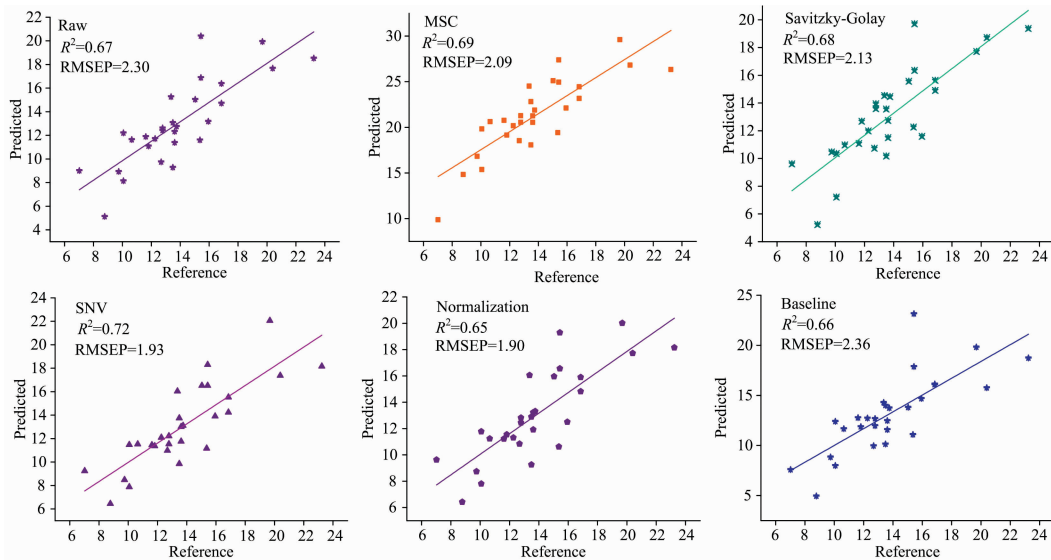 Raw
R²=0.67
RMSEP=2.30
Predicted
22
20
18
16
14
12
10
8
6
4
6 8 10 12 14 16 18 20 22 24
Reference
MSC
R²=0.69
RMSEP=2.09
Predicted
30
25
20
15
10
6 8 10 12 14 16 18 20 22 24
Reference
Savitzky-Golay
R²=0.68
RMSEP=2.13
Predicted
20
18
16
14
12
10
8
6
4
6 8 10 12 14 16 18 20 22 24
Reference
SNV
R²=0.72
RMSEP=1.93
Predicted
24
22
20
18
16
14
12
10
8
6
6 8 10 12 14 16 18 20 22 24
Reference
Normalization
R²=0.65
RMSEP=1.90
Predicted
22
20
18
16
14
12
10
8
6
6 8 10 12 14 16 18 20 22 24
Reference
Baseline
R²=0.66
RMSEP=2.36
Predicted
25
20
15
10
5
6 8 10 12 14 16 18 20 22 24
Reference